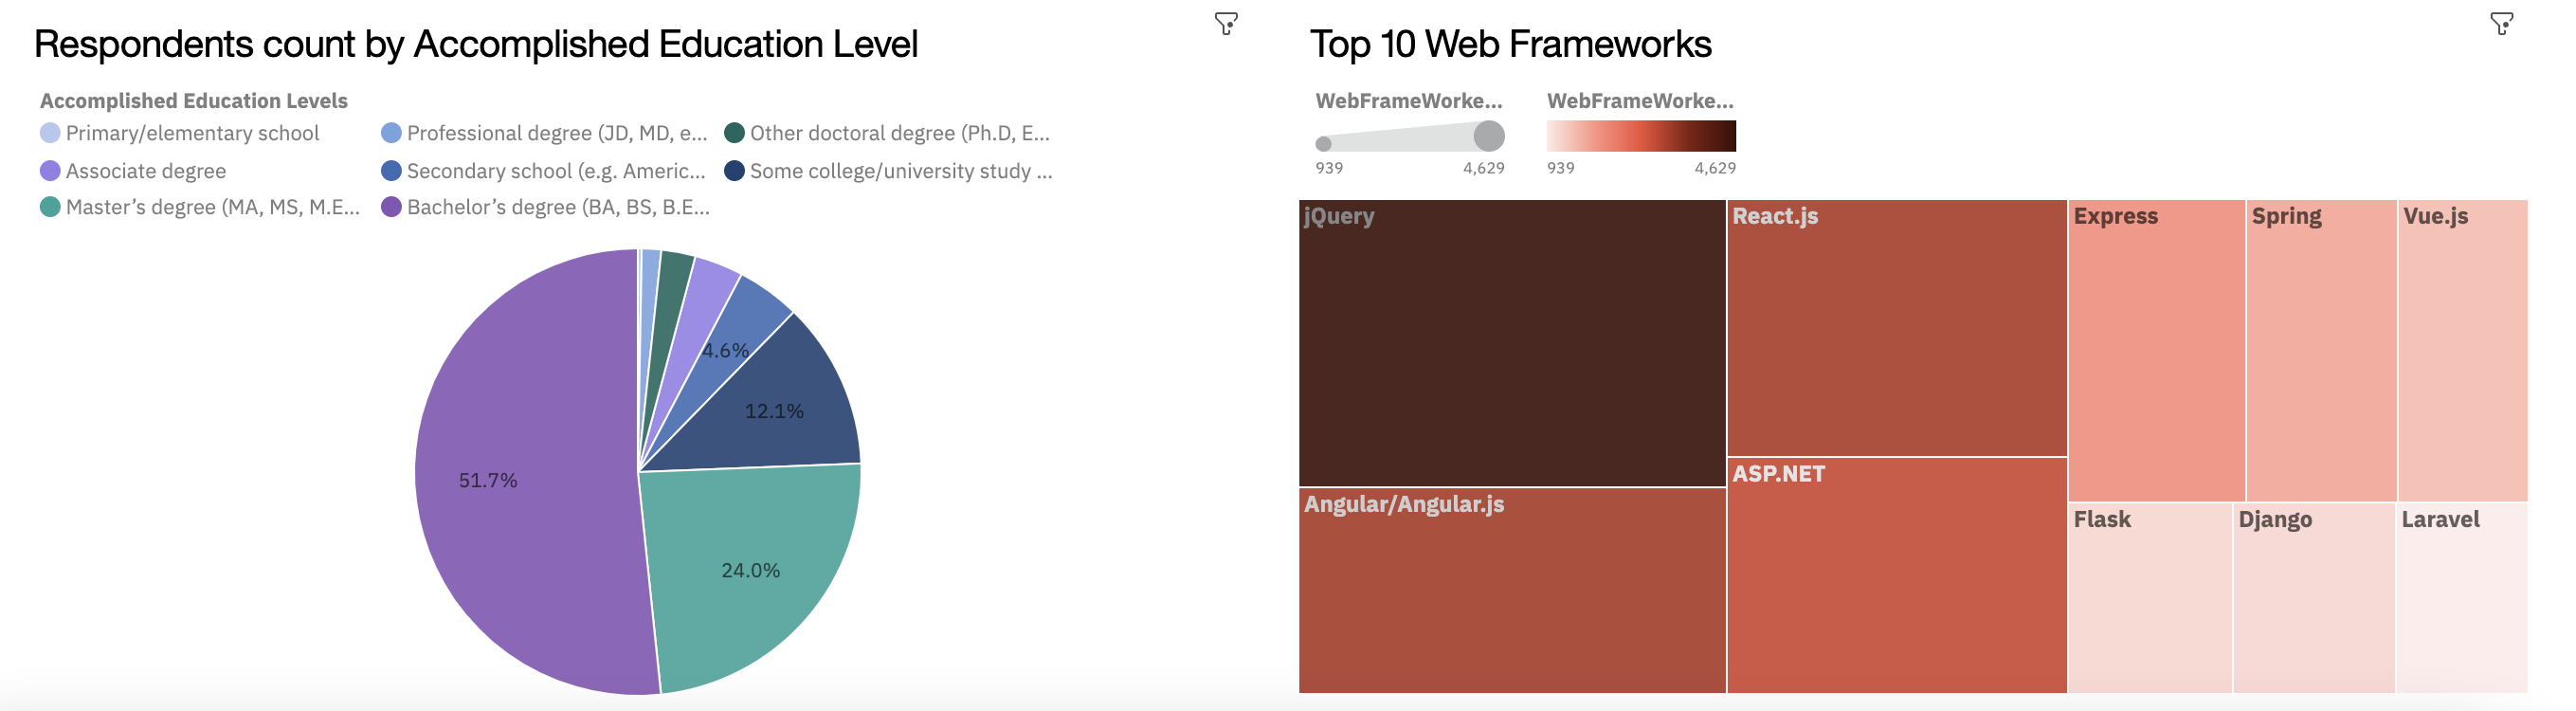 Respondents count by Accomplished Education Level
Accomplished Education Levels
Primary/elementary school
Professional degree (JD, MD, e...
Other doctoral degree (Ph.D, E...
Associate degree
Secondary school (e.g. Americ...
Some college/university study ...
Master’s degree (MA, MS, M.E...
Bachelor’s degree (BA, BS, B.E...
4.6%
12.1%
51.7%
24.0%
Top 10 Web Frameworks
WebFrameWorke...
WebFrameWorke...
939
4,629
939
4,629
jQuery
React.js
Express
Spring
Vue.js
ASP.NET
Angular/Angular.js
Flask
Django
Laravel